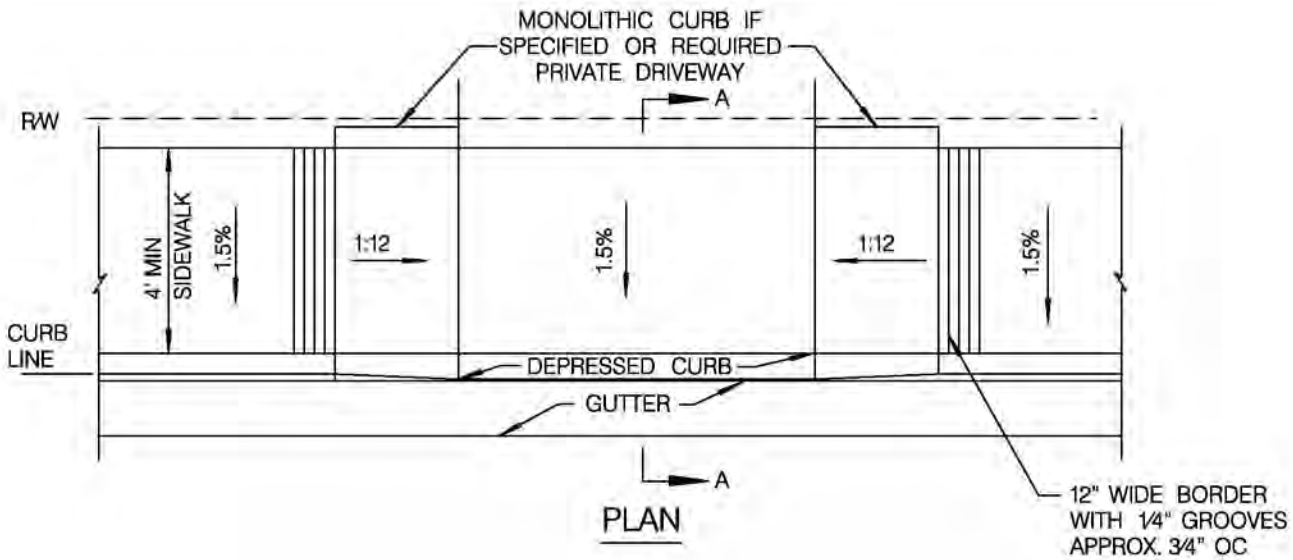 MONOLITHIC CURB IF
SPECIFIED OR REQUIRED
PRIVATE DRIVEWAY
A
R/W
4' MIN
SIDEWALK
1.5%
1:12
1.5%
1:12
1.5%
CURB
LINE
DEPRESSED CURB
GUTTER
A
PLAN
12" WIDE BORDER
WITH 1/4" GROOVES
APPROX. 3/4" OC